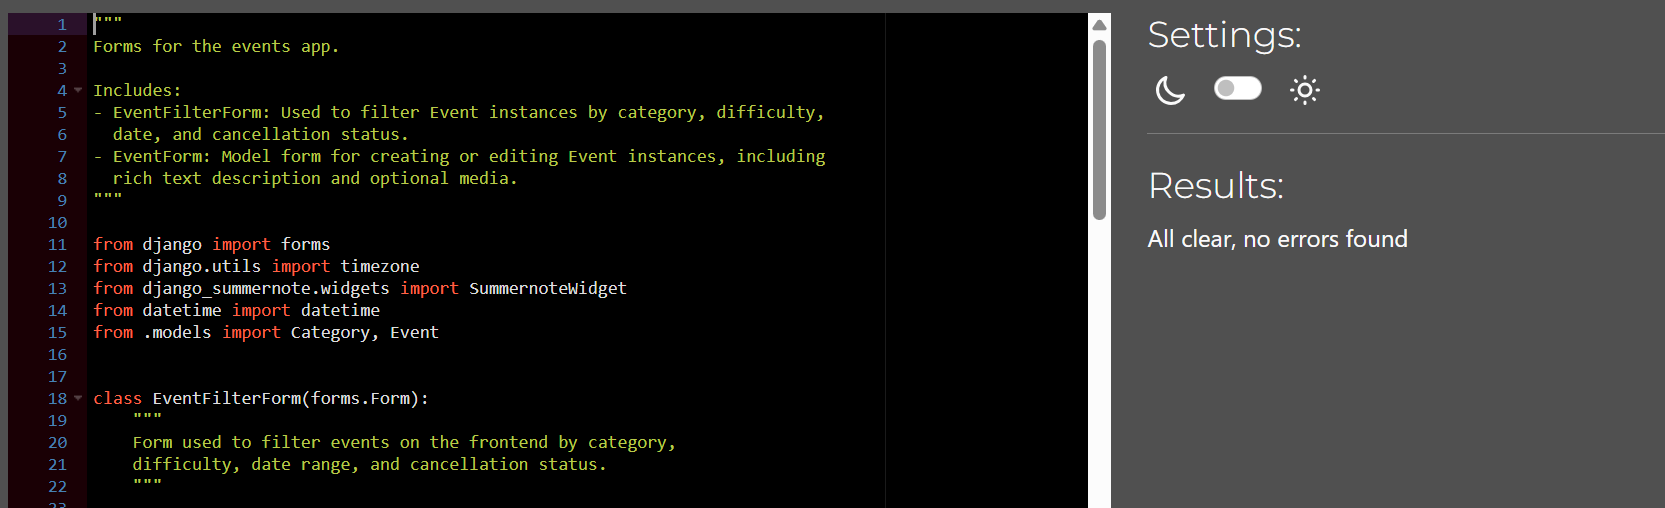 1 """
2 Forms for the events app.
3
4 Includes:
5 - EventFilterForm: Used to filter Event instances by category, difficulty,
6   date, and cancellation status.
7 - EventForm: Model form for creating or editing Event instances, including
8   rich text description and optional media.
9 """
10
11 from django import forms
12 from django.utils import timezone
13 from django_summernote.widgets import SummernoteWidget
14 from datetime import datetime
15 from .models import Category, Event
16
17
18 class EventFilterForm(forms.Form):
19     """
20     Form used to filter events on the frontend by category,
21     difficulty, date range, and cancellation status.
22     """
23
Settings:
Results:
All clear, no errors found